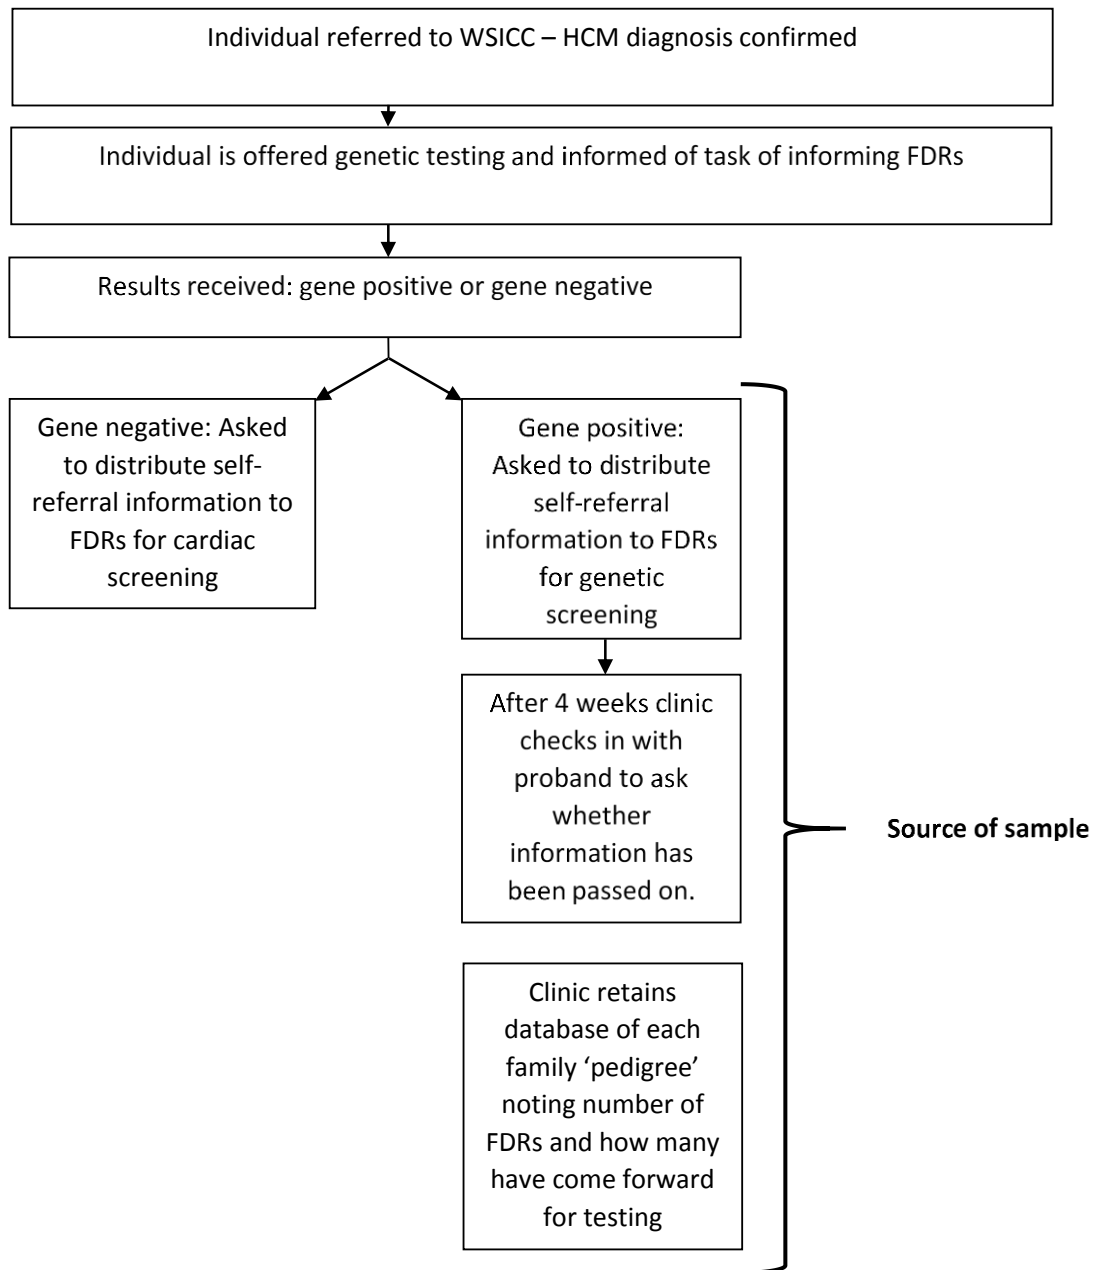 Individual referred to WSICC – HCM diagnosis confirmed
Individual is offered genetic testing and informed of task of informing FDRs
Results received: gene positive or gene negative
Gene negative: Asked
to distribute self-
referral information to
FDRs for cardiac
screening
Gene positive:
Asked to distribute
self-referral
information to FDRs
for genetic
screening
After 4 weeks clinic
checks in with
proband to ask
whether
information has
been passed on.
Source of sample
Clinic retains
database of each
family ‘pedigree’
noting number of
FDRs and how many
have come forward
for testing